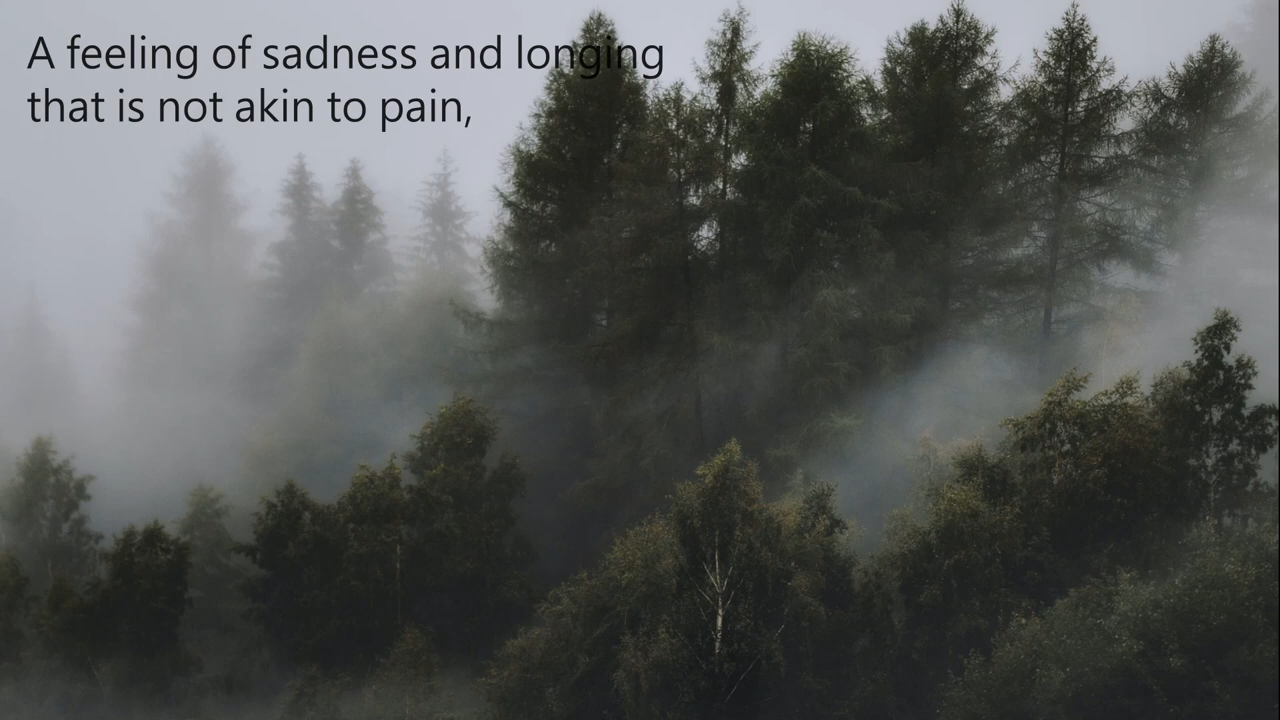 A feeling of sadness and longing
that is not akin to pain,